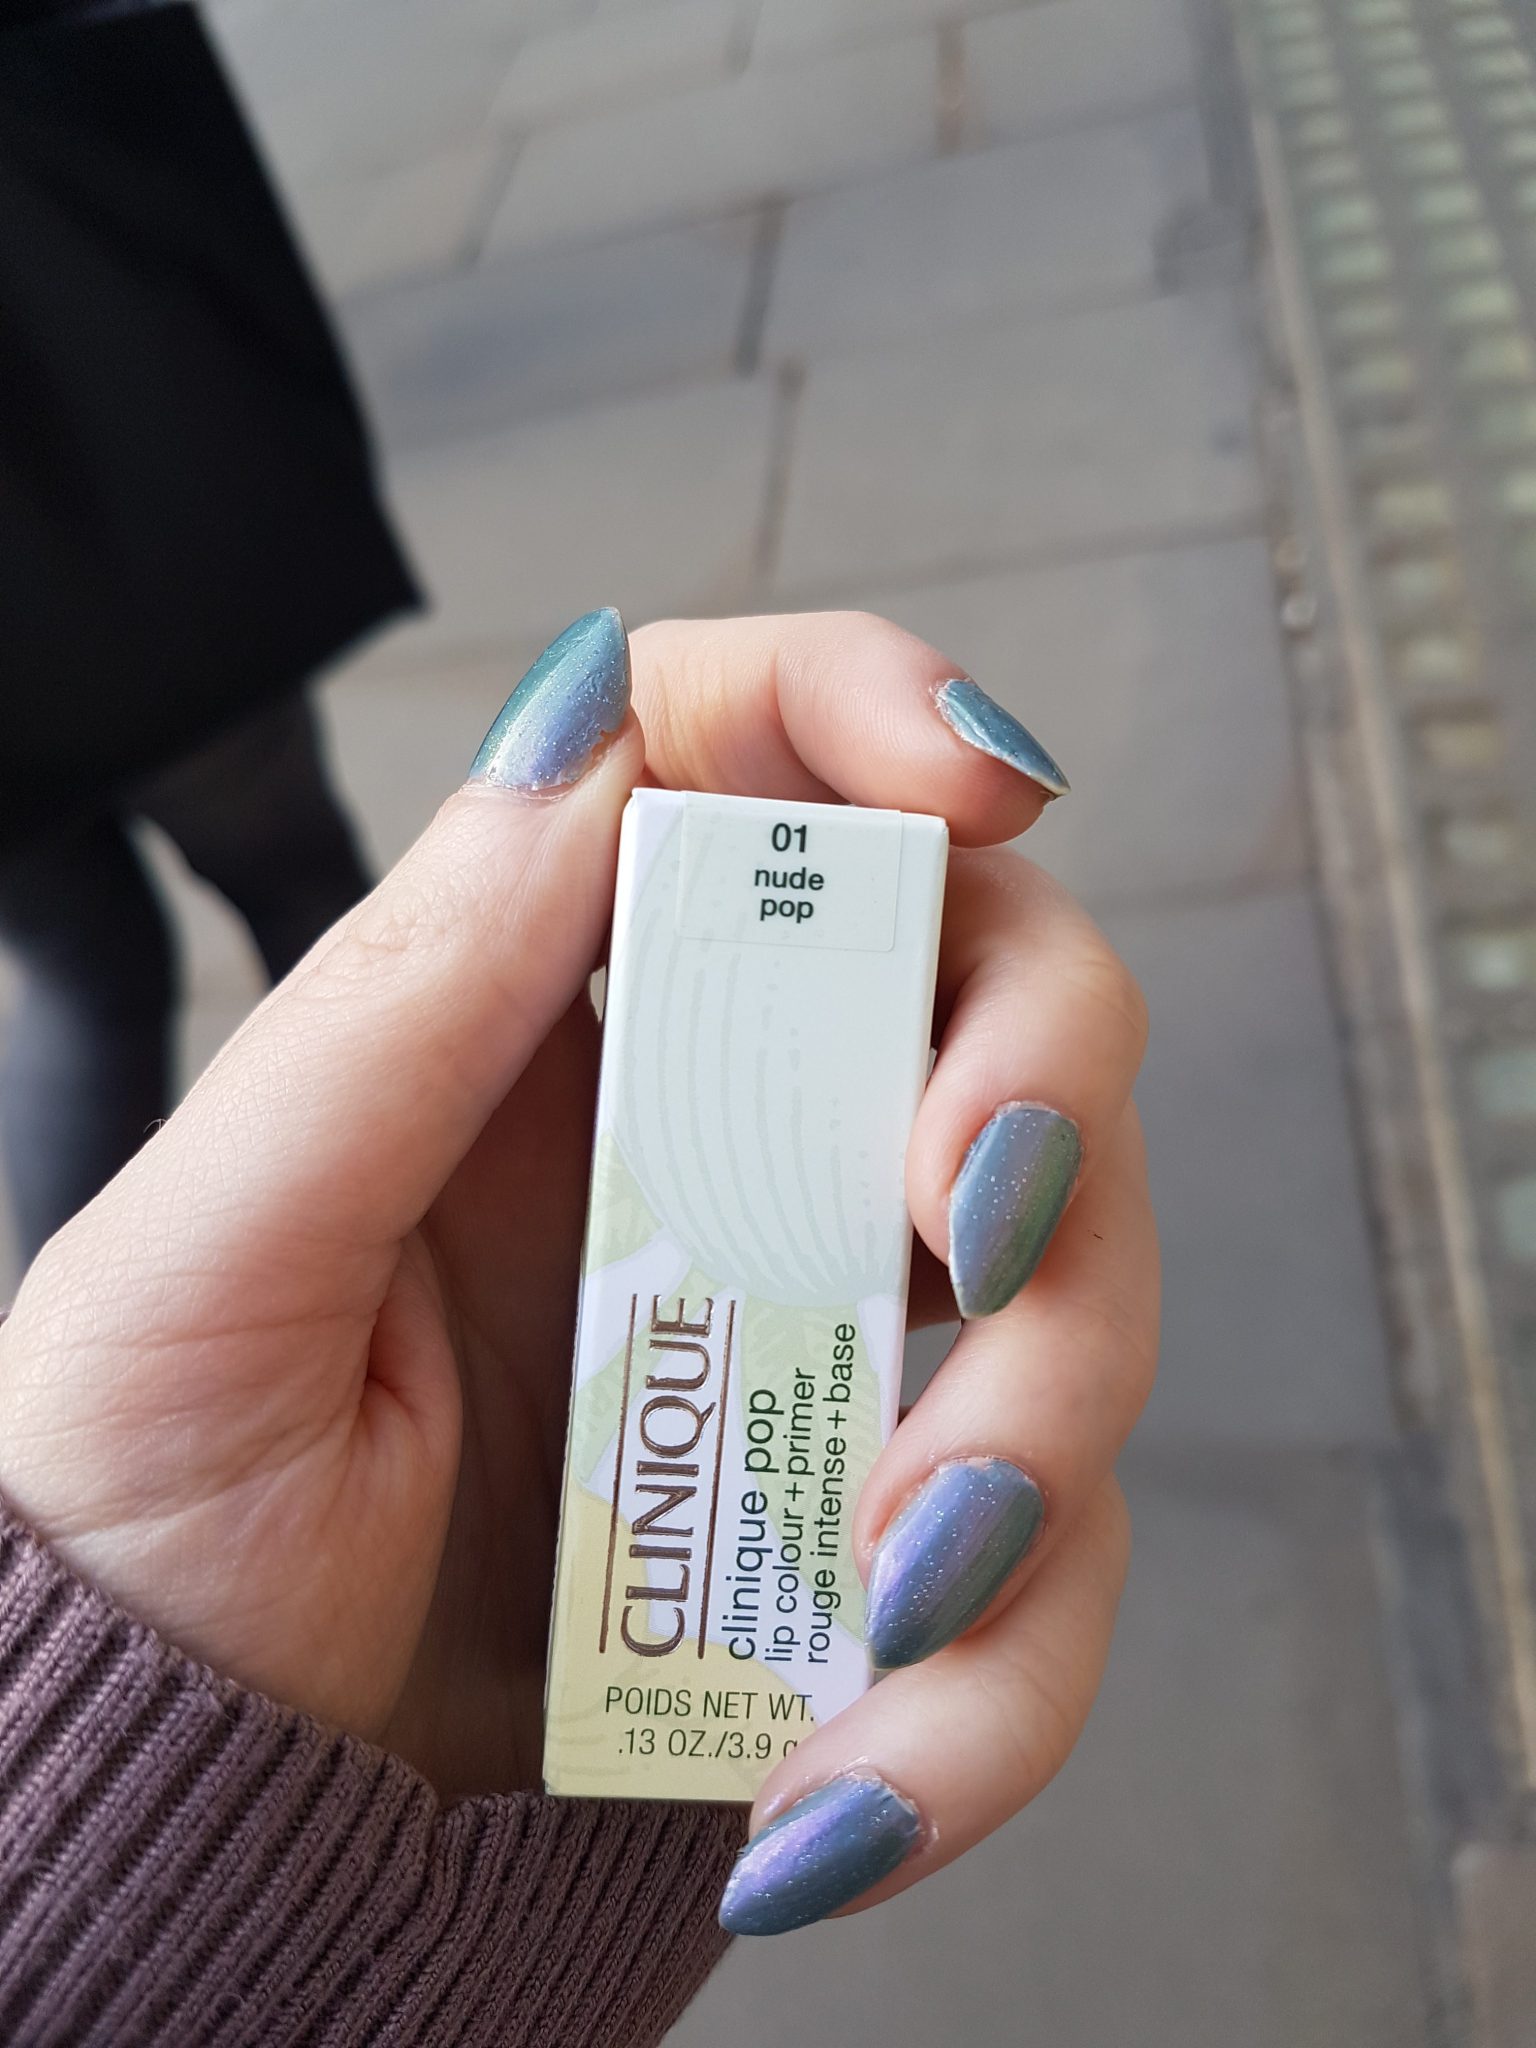 01
nude
pop
CLINIQUE
clinique pop
lip colour+primer
rouge intense+base
POIDS NET WT.
.13 OZ./3.9 g